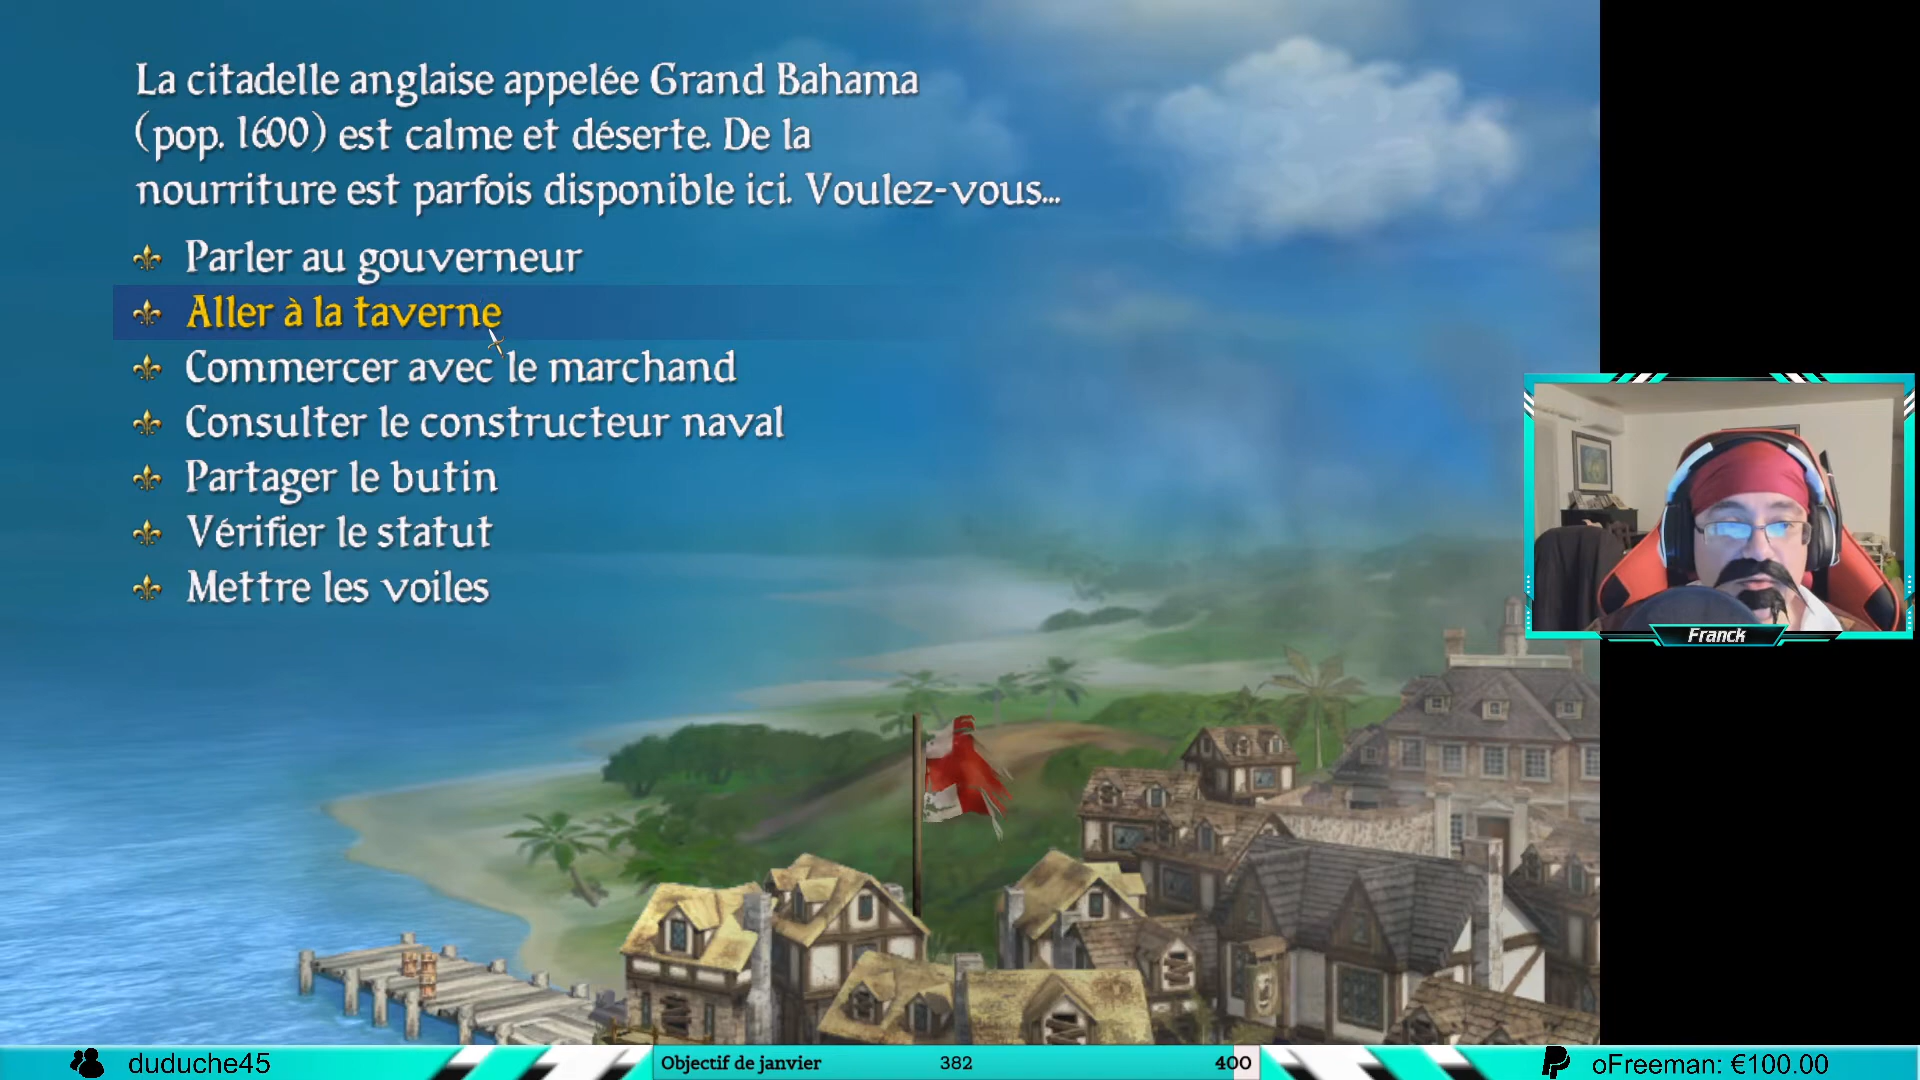 La citadelle anglaise appelée Grand Bahama
(pop. 1600) est calme et déserte. De la
nourriture est parfois disponible ici. Voulez-vous...
Parler au gouverneur
Aller à la taverne
Commercer avec le marchand
Consulter le constructeur naval
Partager le butin
Vérifier le statut
Mettre les voiles
Franck
duduche45
Objectif de janvier 382 400
oFreeman: €100.00